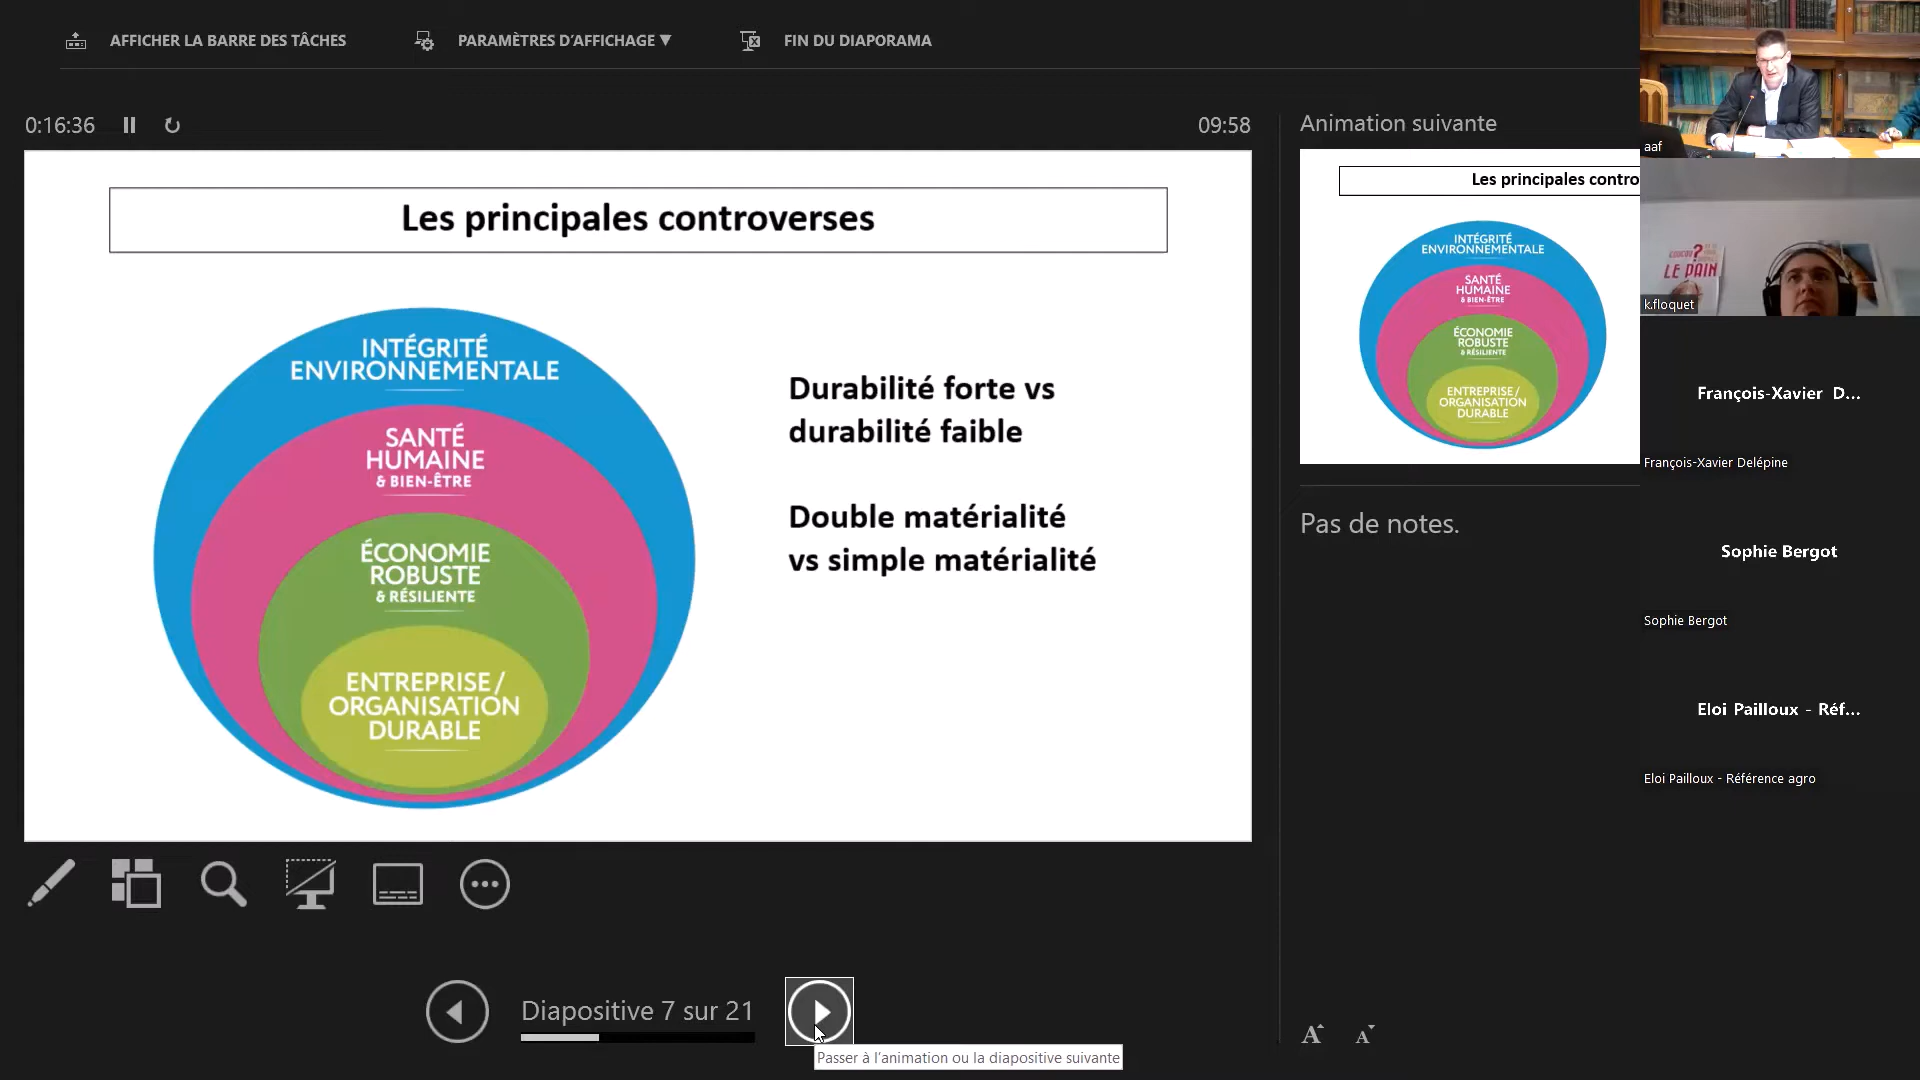 AFFICHER LA BARRE DES TÂCHES
PARAMÈTRES D'AFFICHAGE ▼
FIN DU DIAPORAMA
0:16:36
09:58
Les principales controverses
INTÉGRITÉ
ENVIRONNEMENTALE
SANTÉ
HUMAINE
& BIEN-ÊTRE
ÉCONOMIE
ROBUSTE
& RÉSILIENTE
ENTREPRISE/
ORGANISATION
DURABLE
Durabilité forte vs
durabilité faible
Double matérialité
vs simple matérialité
Diapositive 7 sur 21
Passer à l'animation ou la diapositive suivante
Animation suivante
Les principales contro
INTÉGRITÉ
ENVIRONNEMENTALE
SANTÉ
HUMAINE
& BIEN-ÊTRE
ÉCONOMIE
ROBUSTE
& RÉSILIENTE
ENTREPRISE/
ORGANISATION
DURABLE
Pas de notes.
A A
aaf
LE PAIN
k.floquet
François-Xavier D...
François-Xavier Delépine
Sophie Bergot
Sophie Bergot
Eloi Pailloux - Réf...
Eloi Pailloux - Référence agro